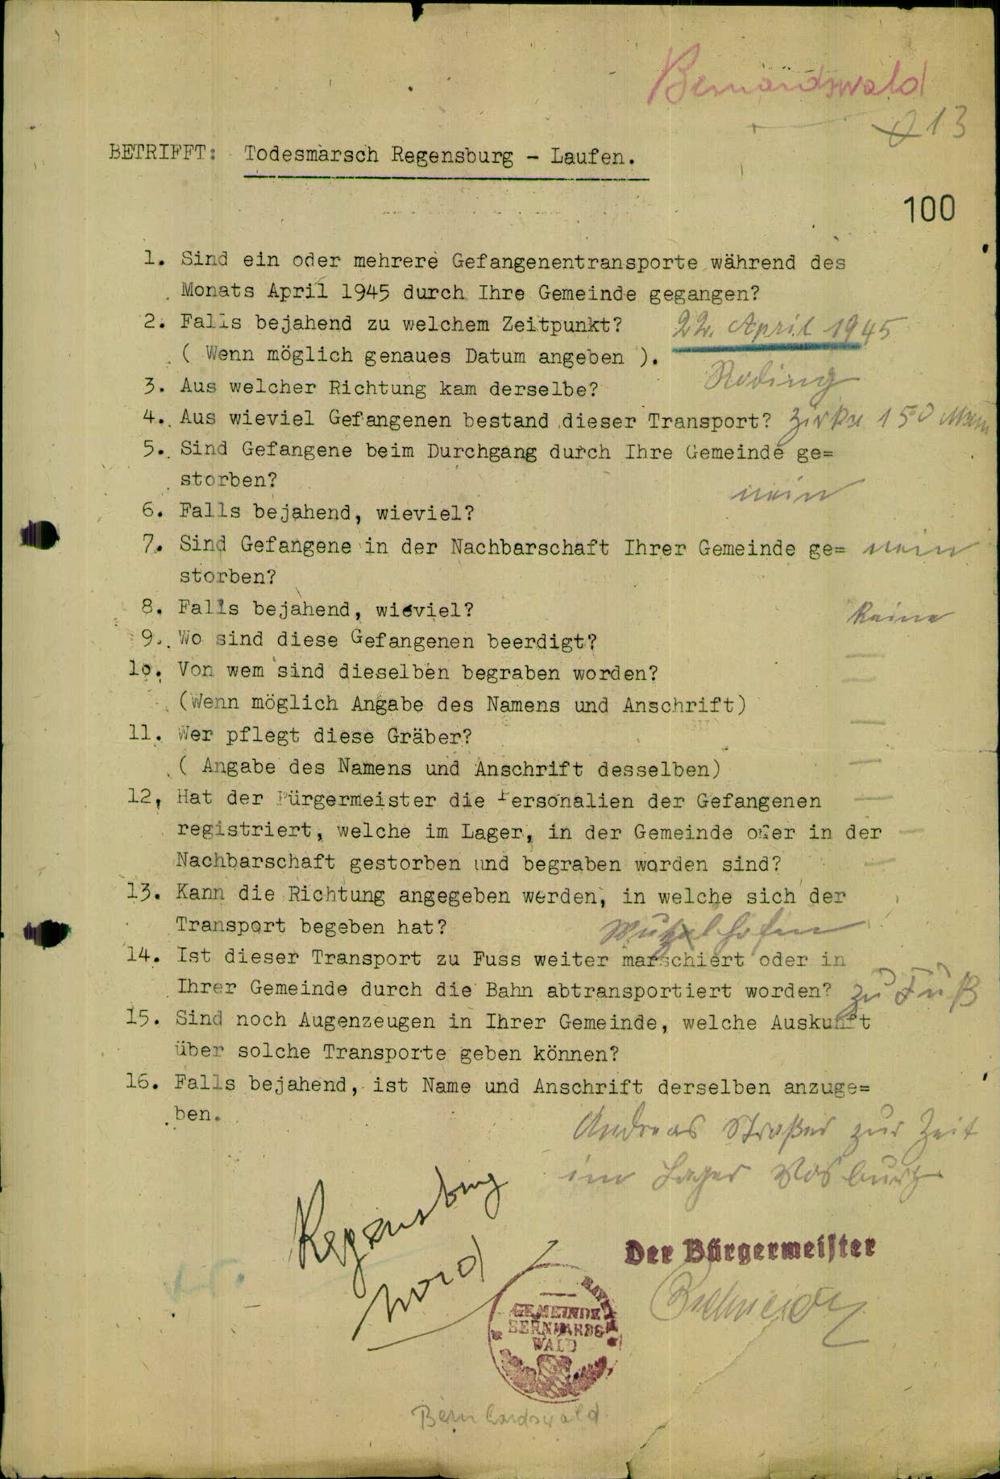 Bernardswald
13
BETRIFFT: Todesmarsch Regensburg - Laufen.
100
1. Sind ein oder mehrere Gefangenentransporte während des
Monats April 1945 durch Ihre Gemeinde gegangen?
2. Falls bejahend zu welchem Zeitpunkt? 22. April 1945
( Wenn möglich genaues Datum angeben ).
3. Aus welcher Richtung kam derselbe? Roding
4. Aus wieviel Gefangenen bestand dieser Transport? Zirka 150 Mann
5. Sind Gefangene beim Durchgang durch Ihre Gemeinde ge=
storben? nein
6. Falls bejahend, wieviel?
7. Sind Gefangene in der Nachbarschaft Ihrer Gemeinde ge= nein
storben?
8. Falls bejahend, wieviel? Keine
9. Wo sind diese Gefangenen beerdigt?
10. Von wem sind dieselben begraben worden?
(Wenn möglich Angabe des Namens und Anschrift)
11. Wer pflegt diese Gräber?
( Angabe des Namens und Anschrift desselben)
12, Hat der Bürgermeister die Personalien der Gefangenen
registriert, welche im Lager, in der Gemeinde oder in der
Nachbarschaft gestorben und begraben worden sind?
13. Kann die Richtung angegeben werden, in welche sich der
Transport begeben hat? Wutzlhofen
14. Ist dieser Transport zu Fuss weiter marschiert oder in
Ihrer Gemeinde durch die Bahn abtransportiert worden? zu Fuß
15. Sind noch Augenzeugen in Ihrer Gemeinde, welche Auskunft
über solche Transporte geben können?
16. Falls bejahend, ist Name und Anschrift derselben anzuge=
ben.
Andreas Straßer zur Zeit
im Lager Mosburg
Regensburg
Nord
Der Bürgermeister
GEMEINDE
BERNHARDS
WALD
BAYERN
Bernhardswald